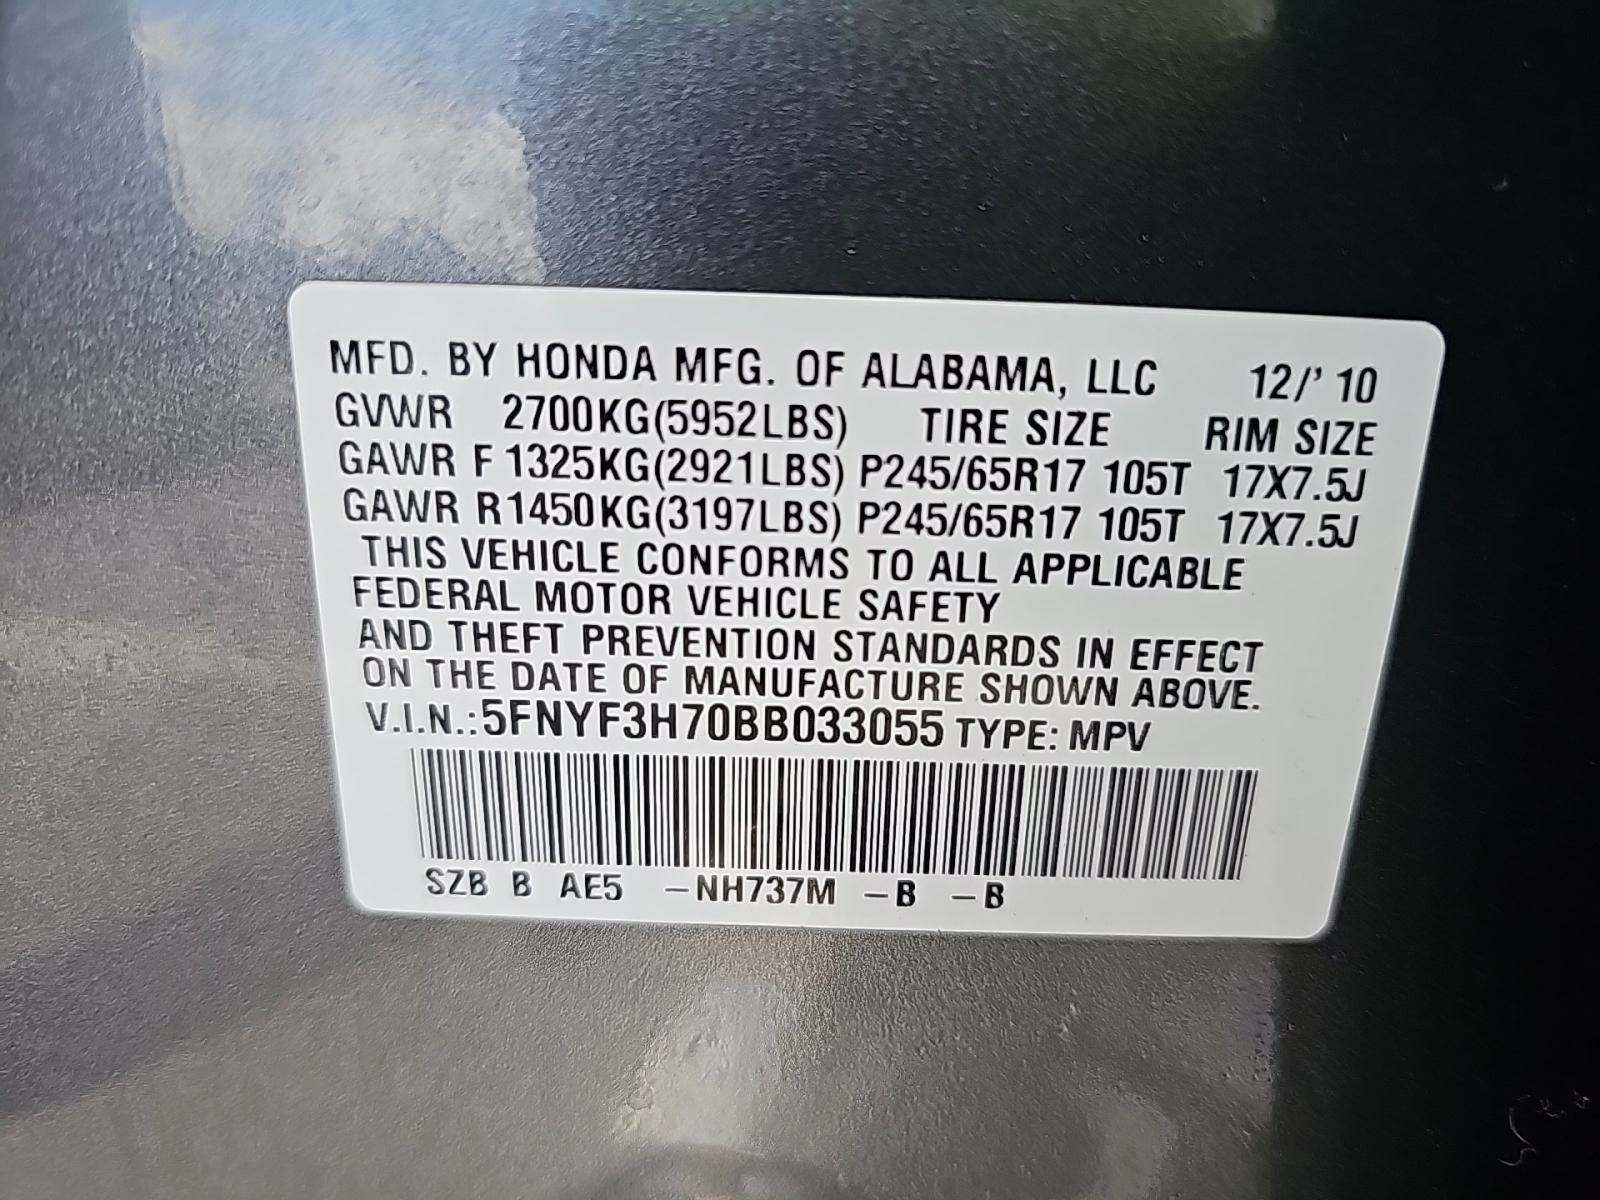 MFD. BY HONDA MFG. OF ALABAMA, LLC 12/' 10
GVWR 2700KG(5952LBS) TIRE SIZE RIM SIZE
GAWR F 1325KG(2921LBS) P245/65R17 105T 17X7.5J
GAWR R1450KG(3197LBS) P245/65R17 105T 17X7.5J
THIS VEHICLE CONFORMS TO ALL APPLICABLE
FEDERAL MOTOR VEHICLE SAFETY
AND THEFT PREVENTION STANDARDS IN EFFECT
ON THE DATE OF MANUFACTURE SHOWN ABOVE.
V.I.N.:5FNYF3H70BB033055 TYPE: MPV
SZB B AE5 -NH737M -B -B